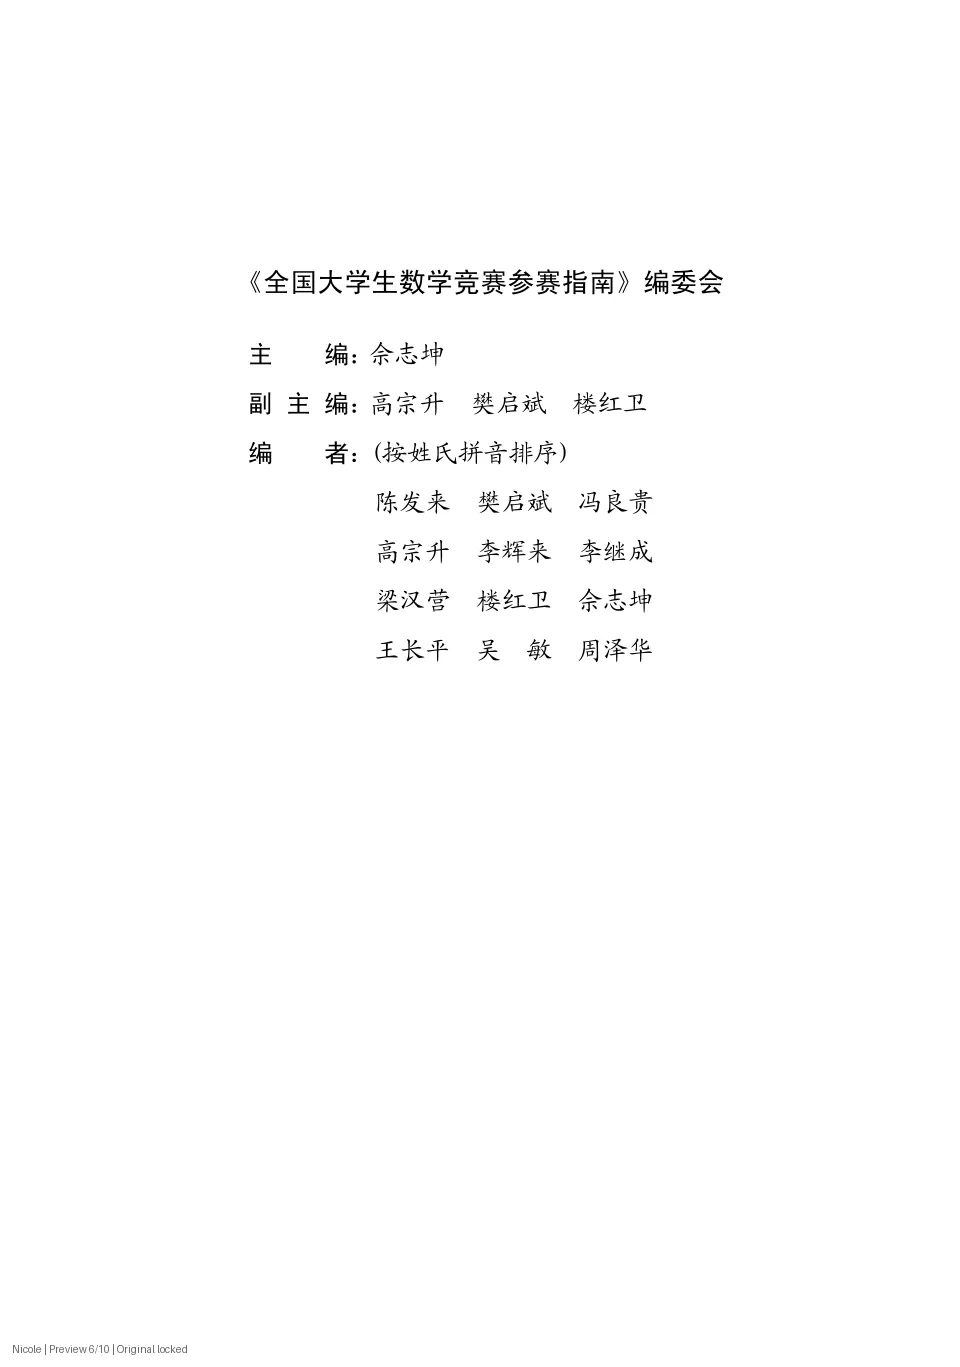 《全国大学生数学竞赛参赛指南》编委会
主 编：佘志坤
副 主 编：高宗升 樊启斌 楼红卫
编 者：(按姓氏拼音排序)
陈发来 樊启斌 冯良贵
高宗升 李辉来 李继成
梁汉营 楼红卫 佘志坤
王长平 吴 敏 周泽华
Nicole | Preview 6/10 | Original locked